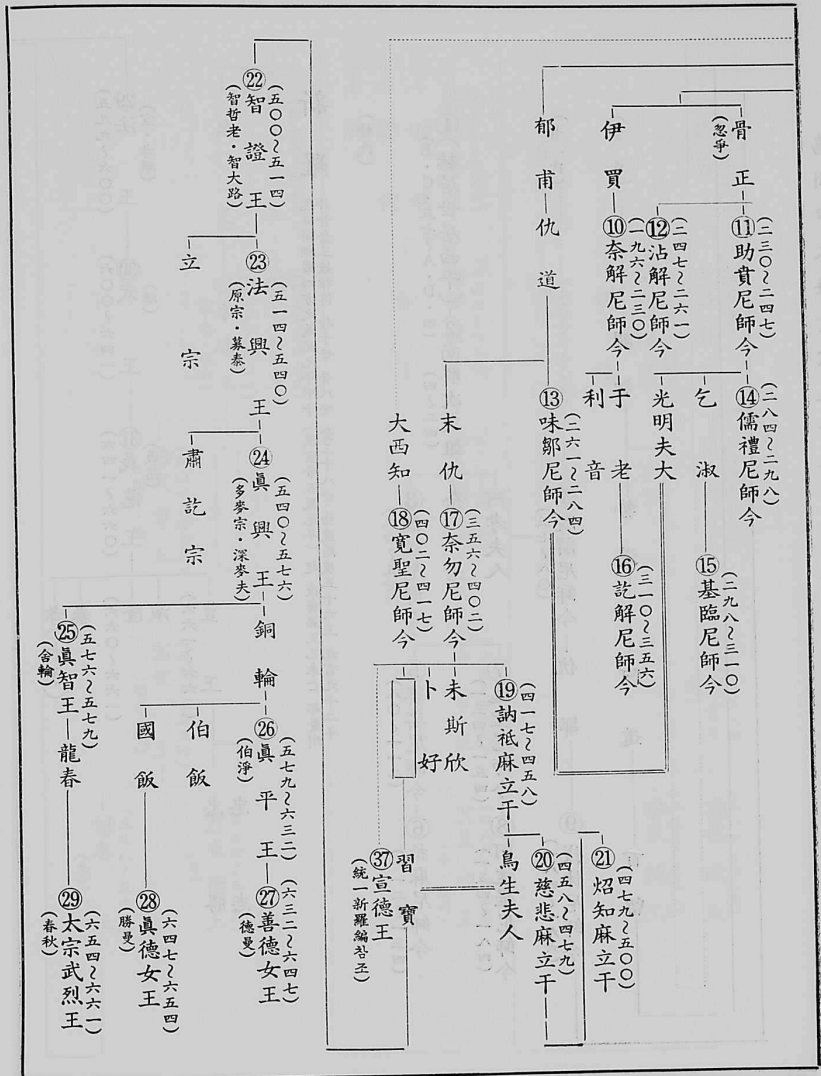 骨正
(忽爭)
⑪助賁尼師今
(二三〇~二四七)
⑭儒禮尼師今
(二八四~二九八)
乞淑
⑮基臨尼師今
(二九八~三一〇)
光明夫大
⑫沾解尼師今
(二四七~二六一)
伊買
⑩奈解尼師今
(一九六~二三〇)
于老
⑯訖解尼師今
(三一〇~三五六)
利音
郁甫仇道
⑬味鄒尼師今
(二六一~二八四)
末仇
⑰奈勿尼師今
(三五六~四〇二)
⑲訥祗麻立干
(四一七~四五八)
⑳慈悲麻立干
(四五八~四七九)
㉑炤知麻立干
(四七九~五〇〇)
鳥生夫人
未斯欣
卜好
習寶
㊲宣德王
(統一新羅編참조)
大西知
⑱寬聖尼師今
(四〇二~四一七)
㉒智證王
(五〇〇~五一四)
(智哲老·智大路)
㉓法興王
(五一四~五四〇)
(原宗·募泰)
立宗
㉔眞興王
(五四〇~五七六)
(多麥宗·深麥夫)
肅訖宗
銅輪
㉖眞平王
(五七九~六三二)
(伯淨)
㉗善德女王
(六三二~六四七)
(德曼)
伯飯
國飯
㉘眞德女王
(六四七~六五四)
(勝曼)
㉕眞智王
(五七六~五七九)
(舍輪)
龍春
㉙太宗武烈王
(六五四~六六一)
(春秋)